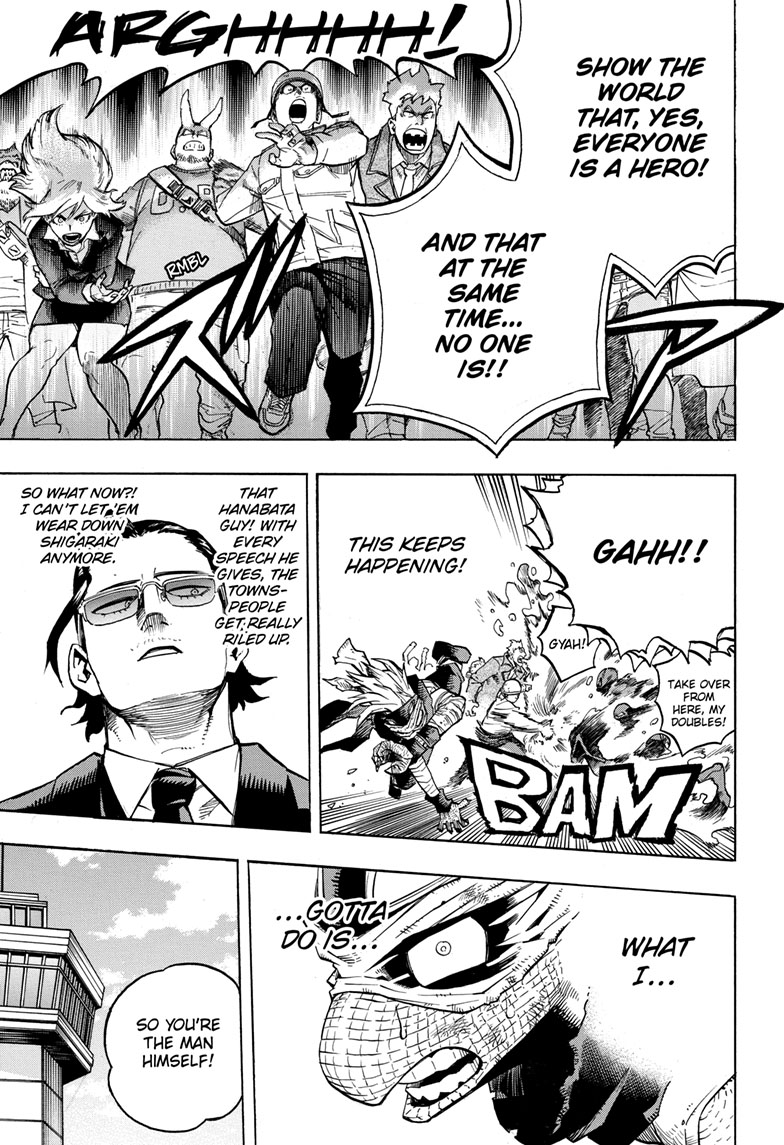 SHOW THE
WORLD
THAT, YES,
EVERYONE
IS A HERO!
ARGHHHHH!
AND THAT
AT THE
SAME
TIME...
NO ONE
IS!!
RMBL
ズア
GAHH!!
GYAH!
TAKE OVER
FROM
HERE, MY
DOUBLES!
THIS KEEPS
HAPPENING!
BAM
THAT
HANABATA
GUY! WITH
EVERY
SPEECH HE
GIVES, THE
TOWNS-
PEOPLE
GET REALLY
RILED UP.
SO WHAT NOW?!
I CAN'T LET 'EM
WEAR DOWN
SHIGARAKI
ANYMORE.
WHAT
I...
...GOTTA
DO IS...
SO YOU'RE
THE MAN
HIMSELF!